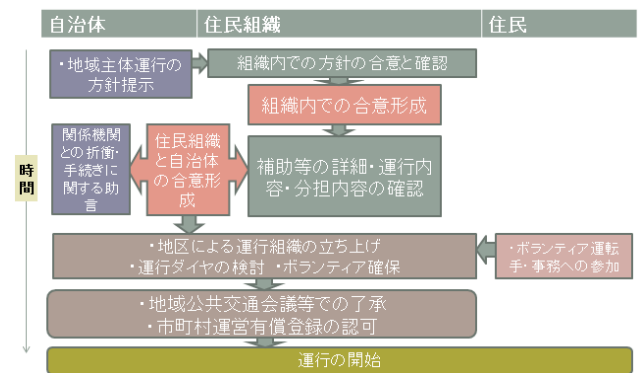 自治体
住民組織
住民
・地域主体運行の
方針提示
組織内での方針の合意と確認
組織内での合意形成
関係機関
との折衝・
手続きに
関する助
言
住民組織
と自治体
の合意形
成
補助等の詳細・運行内
容・分担内容の確認
時
間
・地区による運行組織の立ち上げ
・運行ダイヤの検討 ・ボランティア確保
・ボランティア運転
手・事務への参加
・地域公共交通会議等での了承
・市町村運営有償登録の認可
運行の開始